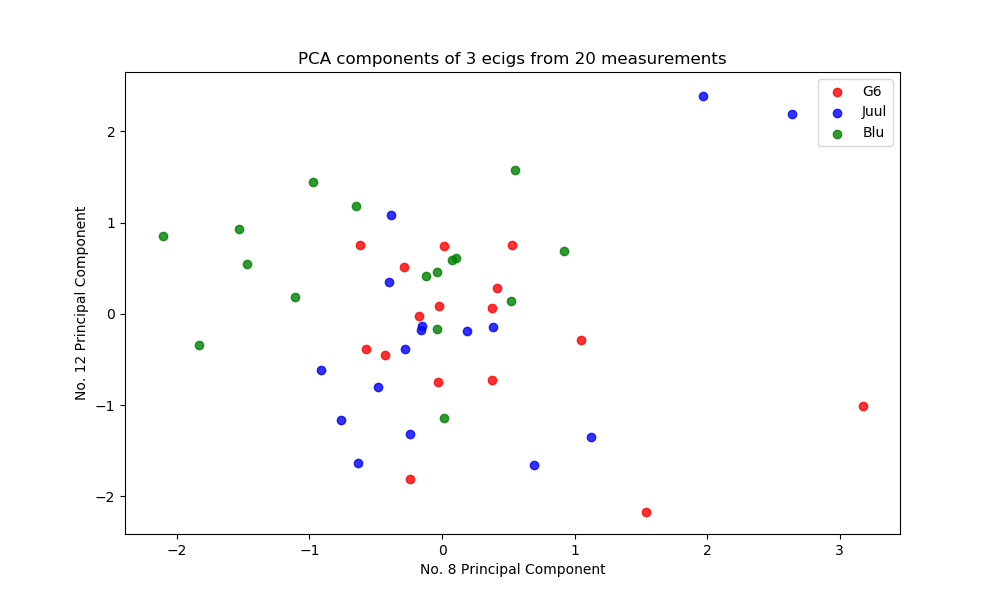 PCA components of 3 ecigs from 20 measurements
G6
Juul
Blu
2
1
0
−1
−2
No. 12 Principal Component
−2
−1
0
1
2
3
No. 8 Principal Component